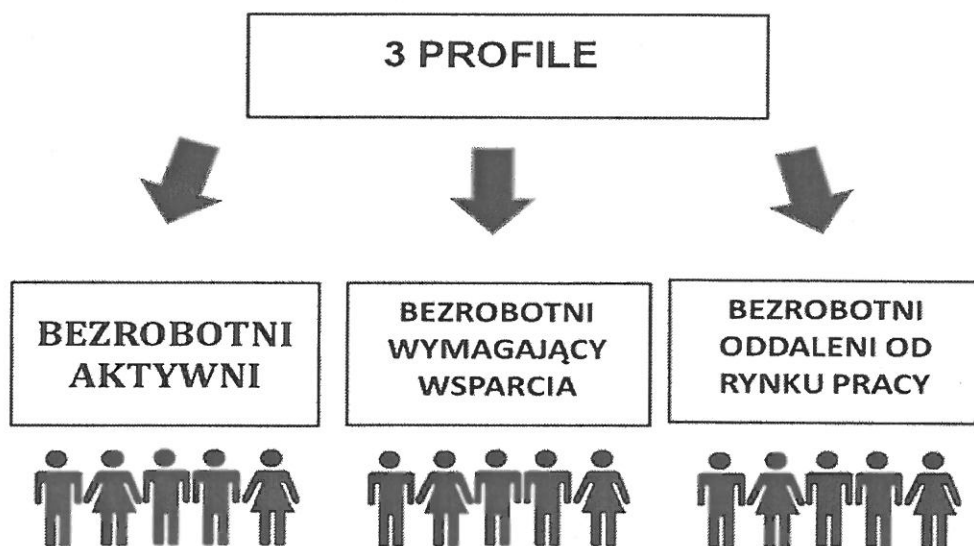 3 PROFILE
BEZROBOTNI
AKTYWNI
BEZROBOTNI
WYMAGAJĄCY
WSPARCIA
BEZROBOTNI
ODDALENI OD
RYNKU PRACY